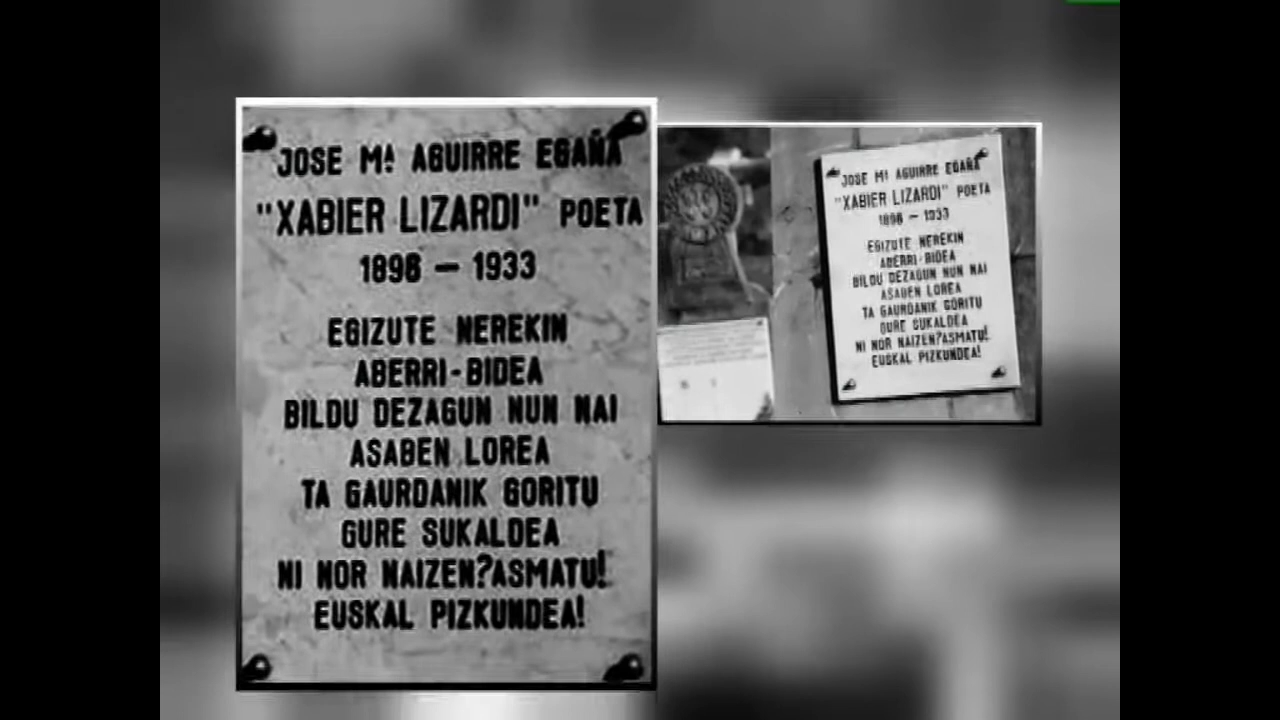 JOSE Mª AGUIRRE EGAÑA
"XABIER LIZARDI" POETA
1896 – 1933
EGIZUTE NEREKIN
ABERRI-BIDEA
BILDU DEZAGUN NUN NAI
ASABEN LOREA
TA GAURDANIK GORITU
GURE SUKALDEA
NI NOR NAIZEN?ASMATU!
EUSKAL PIZKUNDEA!
JOSE Mª AGUIRRE EGAÑA
"XABIER LIZARDI" POETA
1896 – 1933
EGIZUTE NEREKIN
ABERRI-BIDEA
BILDU DEZAGUN NUN NAI
ASABEN LOREA
TA GAURDANIK GORITU
GURE SUKALDEA
NI NOR NAIZEN?ASMATU!
EUSKAL PIZKUNDEA!